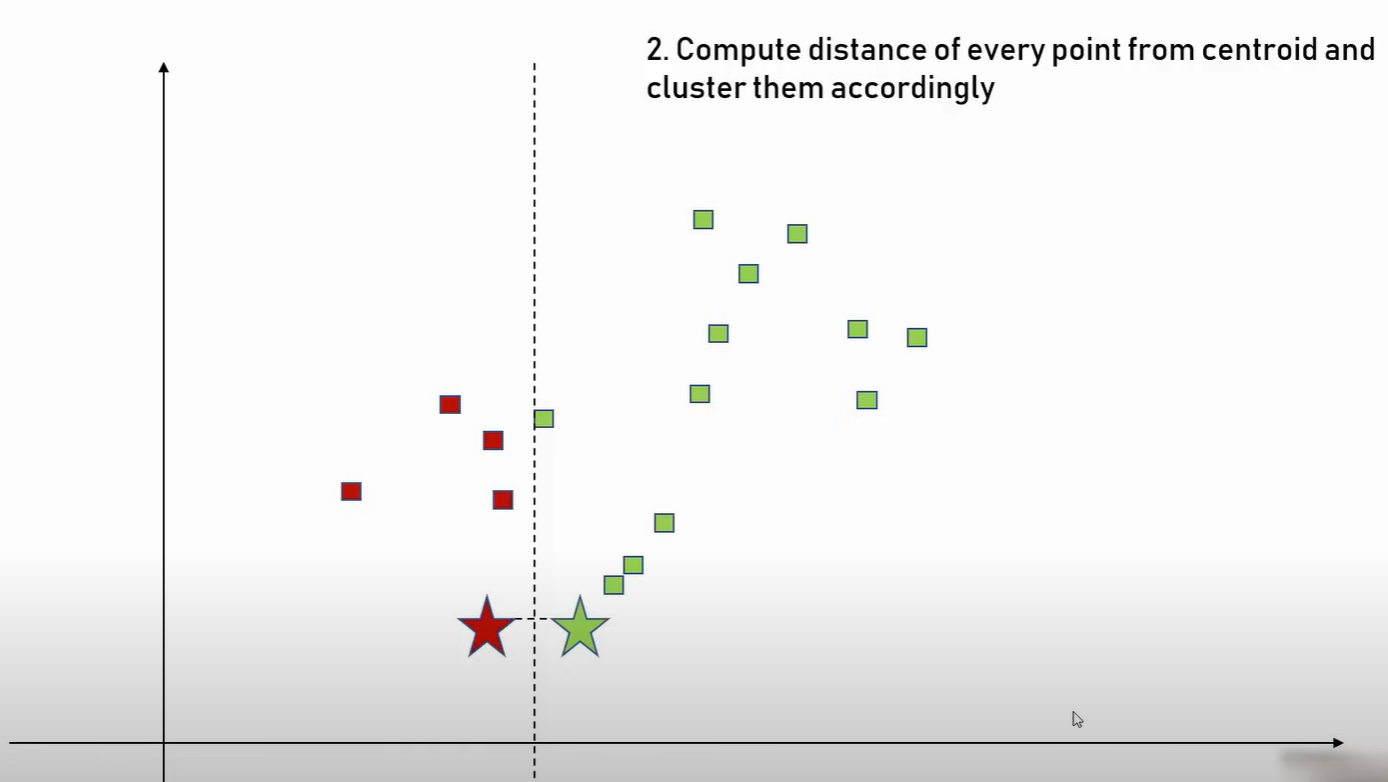 2. Compute distance of every point from centroid and
cluster them accordingly